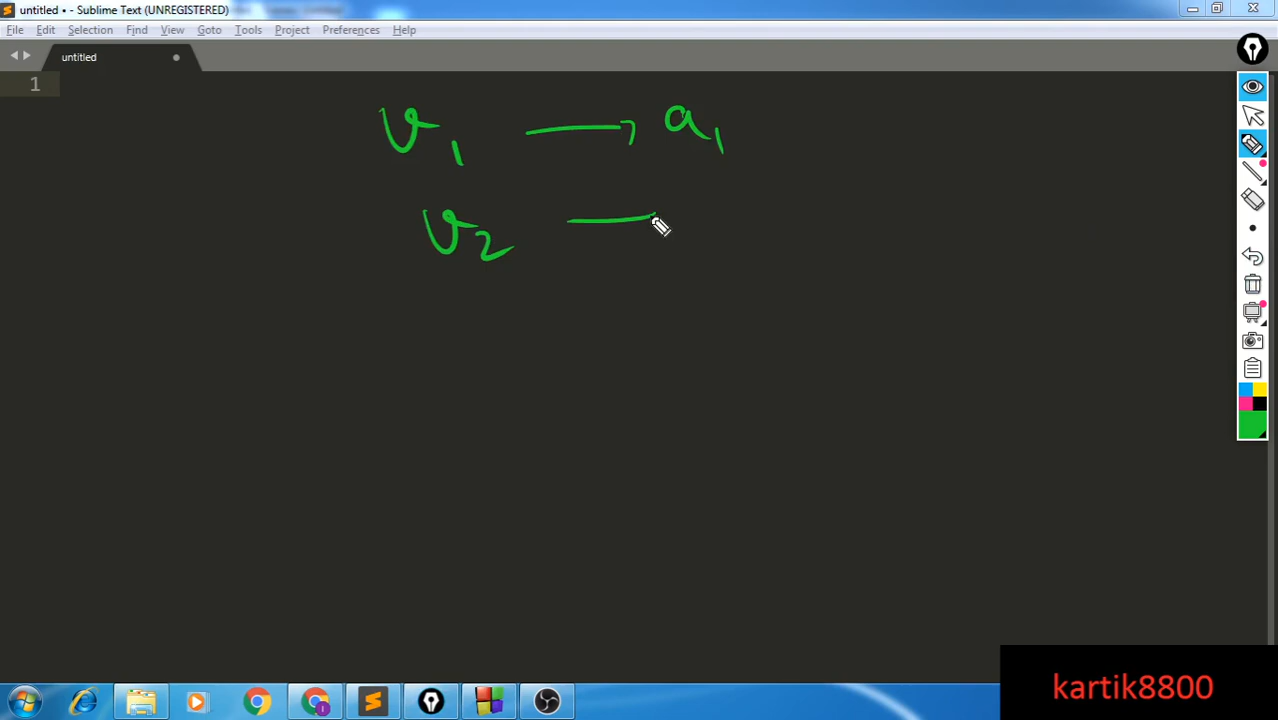 untitled • - Sublime Text (UNREGISTERED)
File Edit Selection Find View Goto Tools Project Preferences Help
untitled
1
v₁ → a₁
v₂ —
kartik8800